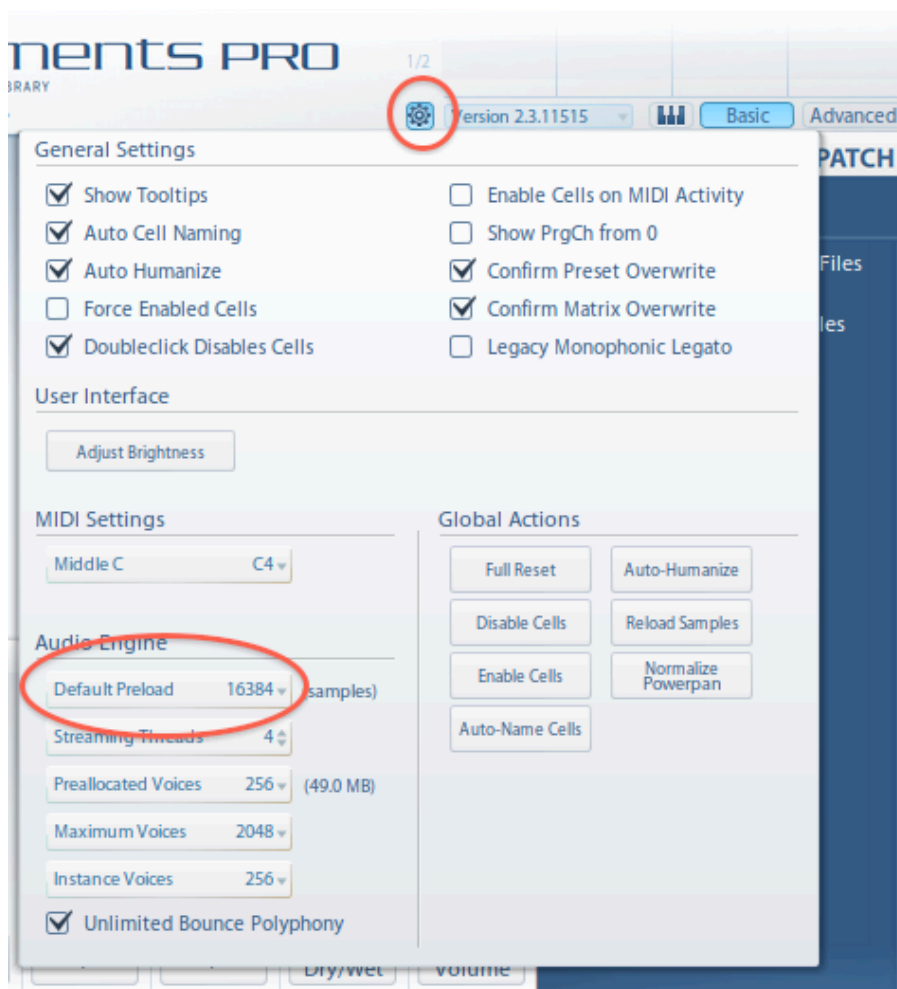 ments PRO
1/2
BRARY
Version 2.3.11515
Basic
Advanced
General Settings
PATCH
Show Tooltips
Enable Cells on MIDI Activity
Auto Cell Naming
Show PrgCh from 0
Auto Humanize
Confirm Preset Overwrite
Files
Force Enabled Cells
Confirm Matrix Overwrite
les
Doubleclick Disables Cells
Legacy Monophonic Legato
User Interface
Adjust Brightness
MIDI Settings
Middle C C4
Audio Engine
Default Preload 16384 (samples)
Streaming Threads 4
Preallocated Voices 256 (49.0 MB)
Maximum Voices 2048
Instance Voices 256
Unlimited Bounce Polyphony
Global Actions
Full Reset
Auto-Humanize
Disable Cells
Reload Samples
Enable Cells
Normalize
Powerpan
Auto-Name Cells
Dry/Wet
Volume